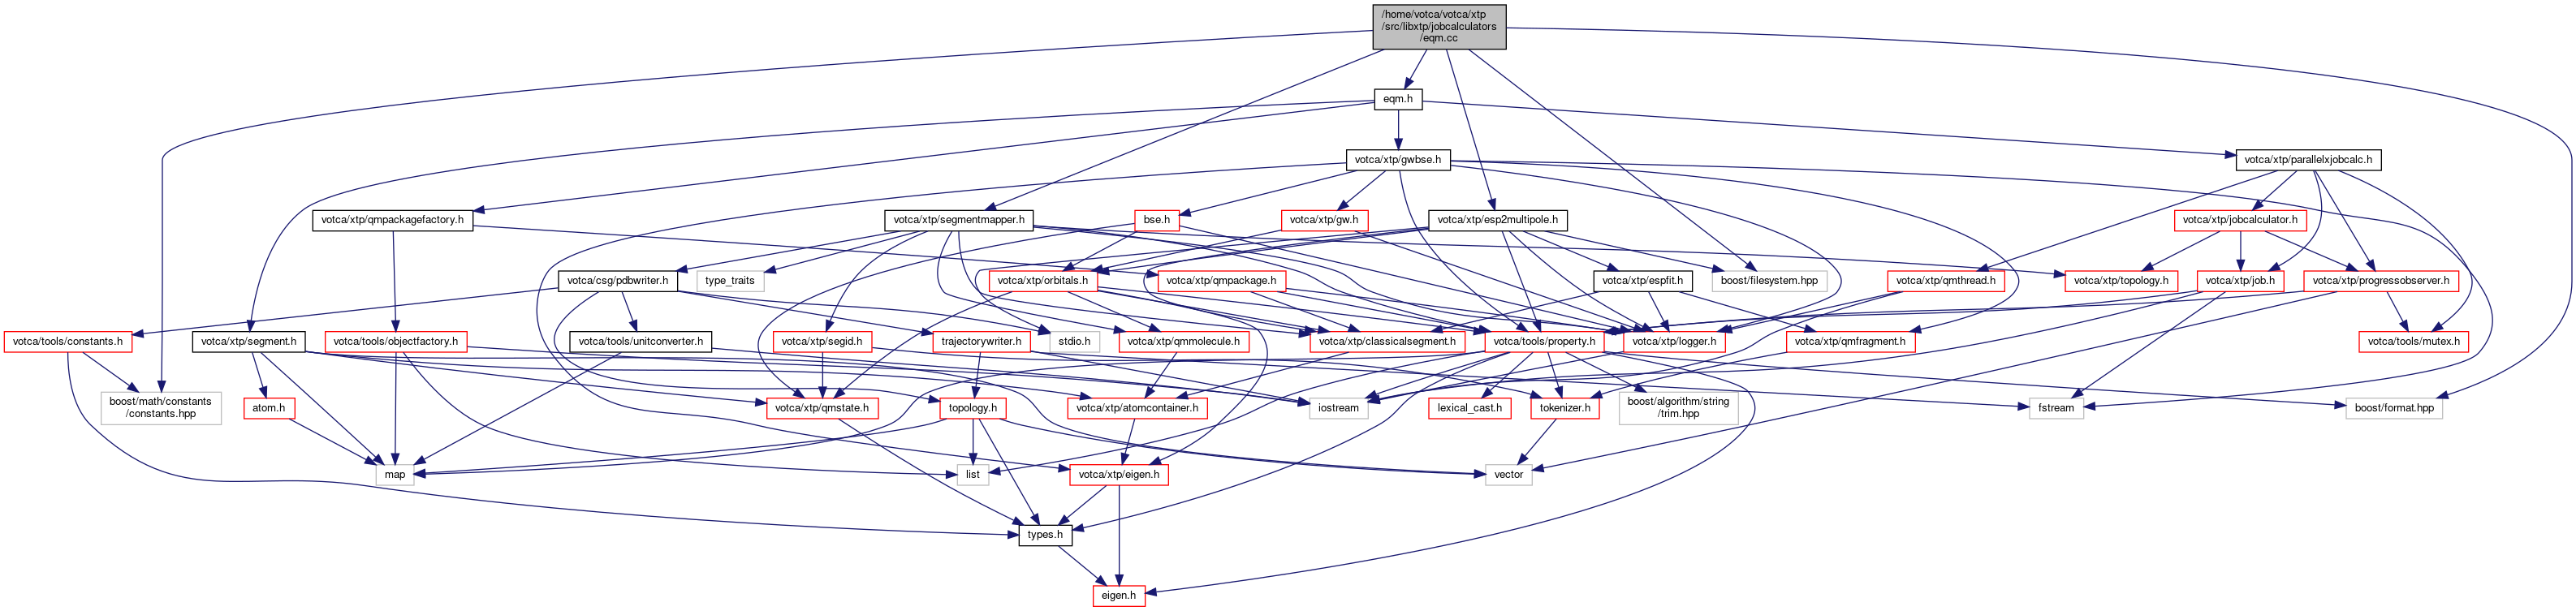 /home/votca/votca/xtp
/src/libxtp/jobcalculators
/eqm.cc
eqm.h
votca/xtp/gwbse.h
votca/xtp/parallelxjobcalc.h
votca/xtp/qmpackagefactory.h
votca/xtp/segmentmapper.h
bse.h
votca/xtp/gw.h
votca/xtp/esp2multipole.h
votca/xtp/jobcalculator.h
votca/csg/pdbwriter.h
type_traits
votca/xtp/orbitals.h
votca/xtp/qmpackage.h
votca/xtp/espfit.h
boost/filesystem.hpp
votca/xtp/qmthread.h
votca/xtp/topology.h
votca/xtp/job.h
votca/xtp/progressobserver.h
votca/tools/constants.h
votca/xtp/segment.h
votca/tools/objectfactory.h
votca/tools/unitconverter.h
votca/xtp/segid.h
trajectorywriter.h
stdio.h
votca/xtp/qmmolecule.h
votca/xtp/classicalsegment.h
votca/tools/property.h
votca/xtp/logger.h
votca/xtp/qmfragment.h
votca/tools/mutex.h
boost/math/constants
/constants.hpp
atom.h
votca/xtp/qmstate.h
topology.h
votca/xtp/atomcontainer.h
iostream
lexical_cast.h
tokenizer.h
boost/algorithm/string
/trim.hpp
fstream
boost/format.hpp
map
list
votca/xtp/eigen.h
vector
types.h
eigen.h